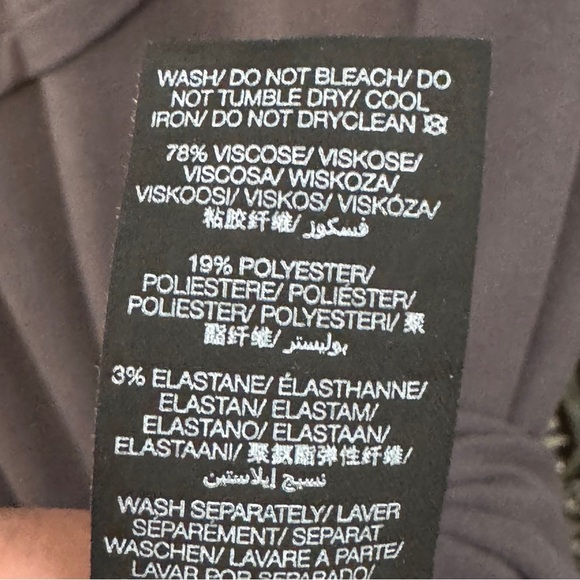 WASH/ DO NOT BLEACH/ DO
NOT TUMBLE DRY/ COOL
IRON/ DO NOT DRYCLEAN
78% VISCOSE/ VISKOSE/
VISCOSA/ WISKOZA/
VISKOOSI/ VISKOS/ VISKÓZA/
粘胶纤维/ فسكوز/
19% POLYESTER/
POLIESTERE/ POLIÉSTER/
POLIESTER/ POLYESTERI/ 聚
酯纤维/ بوليستر/
3% ELASTANE/ ÉLASTHANNE/
ELASTAN/ ELASTAM/
ELASTANO/ ELASTAAN/
ELASTAANI/ 聚氨酯弹性纤维/
نسيج إيلاستين/
WASH SEPARATELY/ LAVER
SÉPARÉMENT/ SEPARAT
WASCHEN/ LAVARE A PARTE/
LAVAR POR SEPARADO/